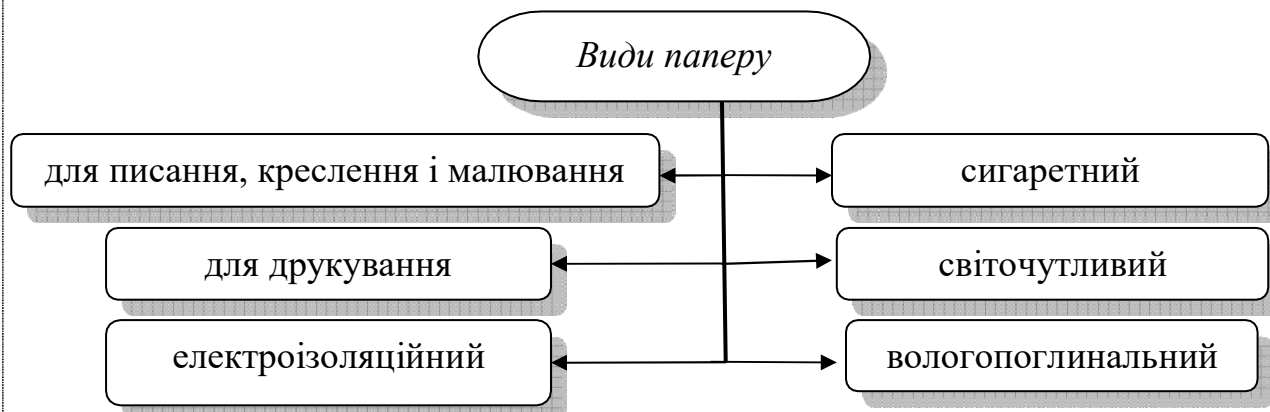 Види паперу
для писання, креслення і малювання
сигаретний
для друкування
світочутливий
електроізоляційний
вологопоглинальний